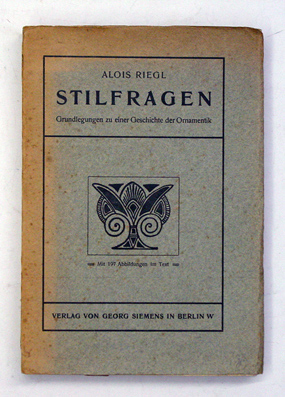 ALOIS RIEGL
STILFRAGEN
Grundlegungen zu einer Geschichte der Ornamentik
Mit 197 Abbildungen im Text
VERLAG VON GEORG SIEMENS IN BERLIN W